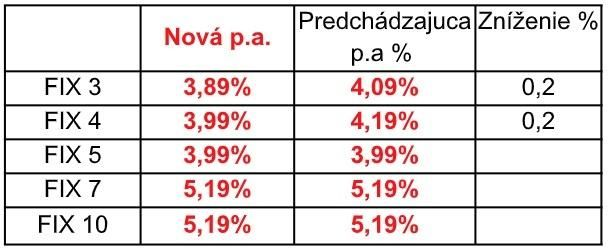 Nová p.a. Predchádzajuca p.a % Zníženie %
FIX 3 3,89% 4,09% 0,2
FIX 4 3,99% 4,19% 0,2
FIX 5 3,99% 3,99%
FIX 7 5,19% 5,19%
FIX 10 5,19% 5,19%